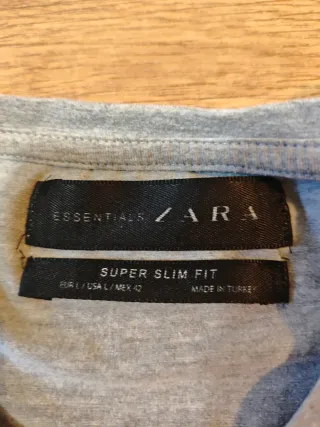 ESSENTIALS ZARA
SUPER SLIM FIT
EUR L / USA L / MEX 42 MADE IN TURKEY